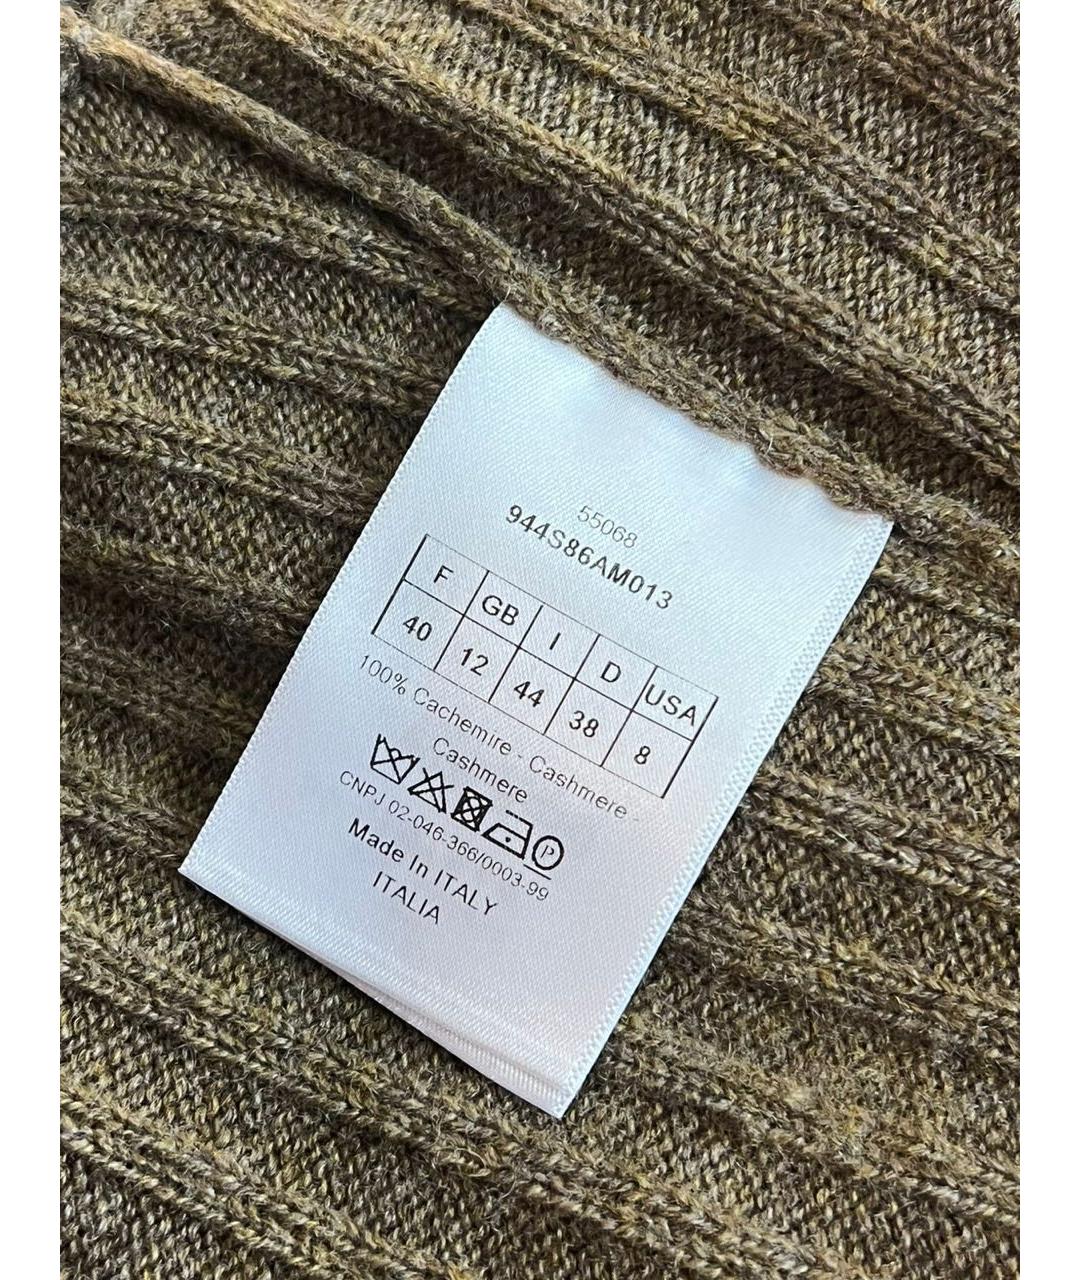 55068
944S86AM013
F GB I D USA
40 12 44 38 8
100% Cachemire - Cashmere -
Cashmere
P
CNPJ 02-046-366/0003-99
Made In ITALY
ITALIA